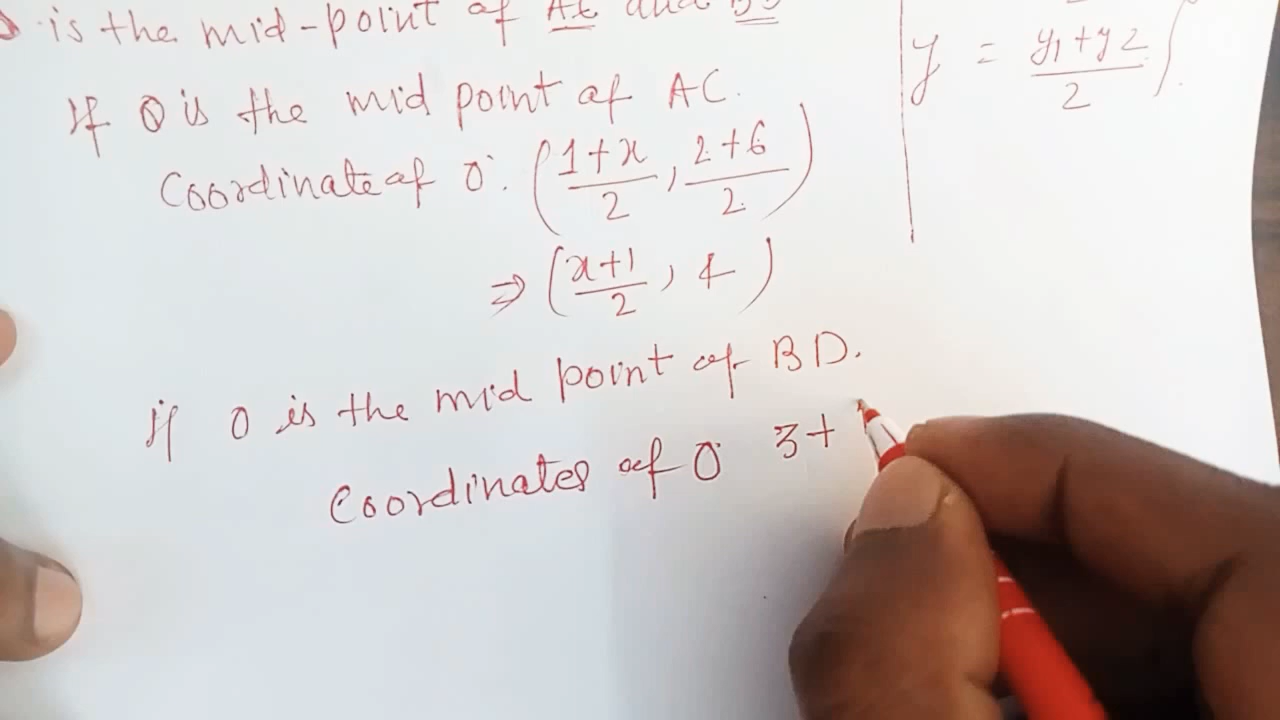 is the mid-point of AC and BD
y = y1+y2/2
If O is the mid point of AC.
Coordinate of O: (1+x/2, 2+6/2)
⇒ (x+1/2, 4)
if O is the mid point of BD.
Coordinates of O 3+